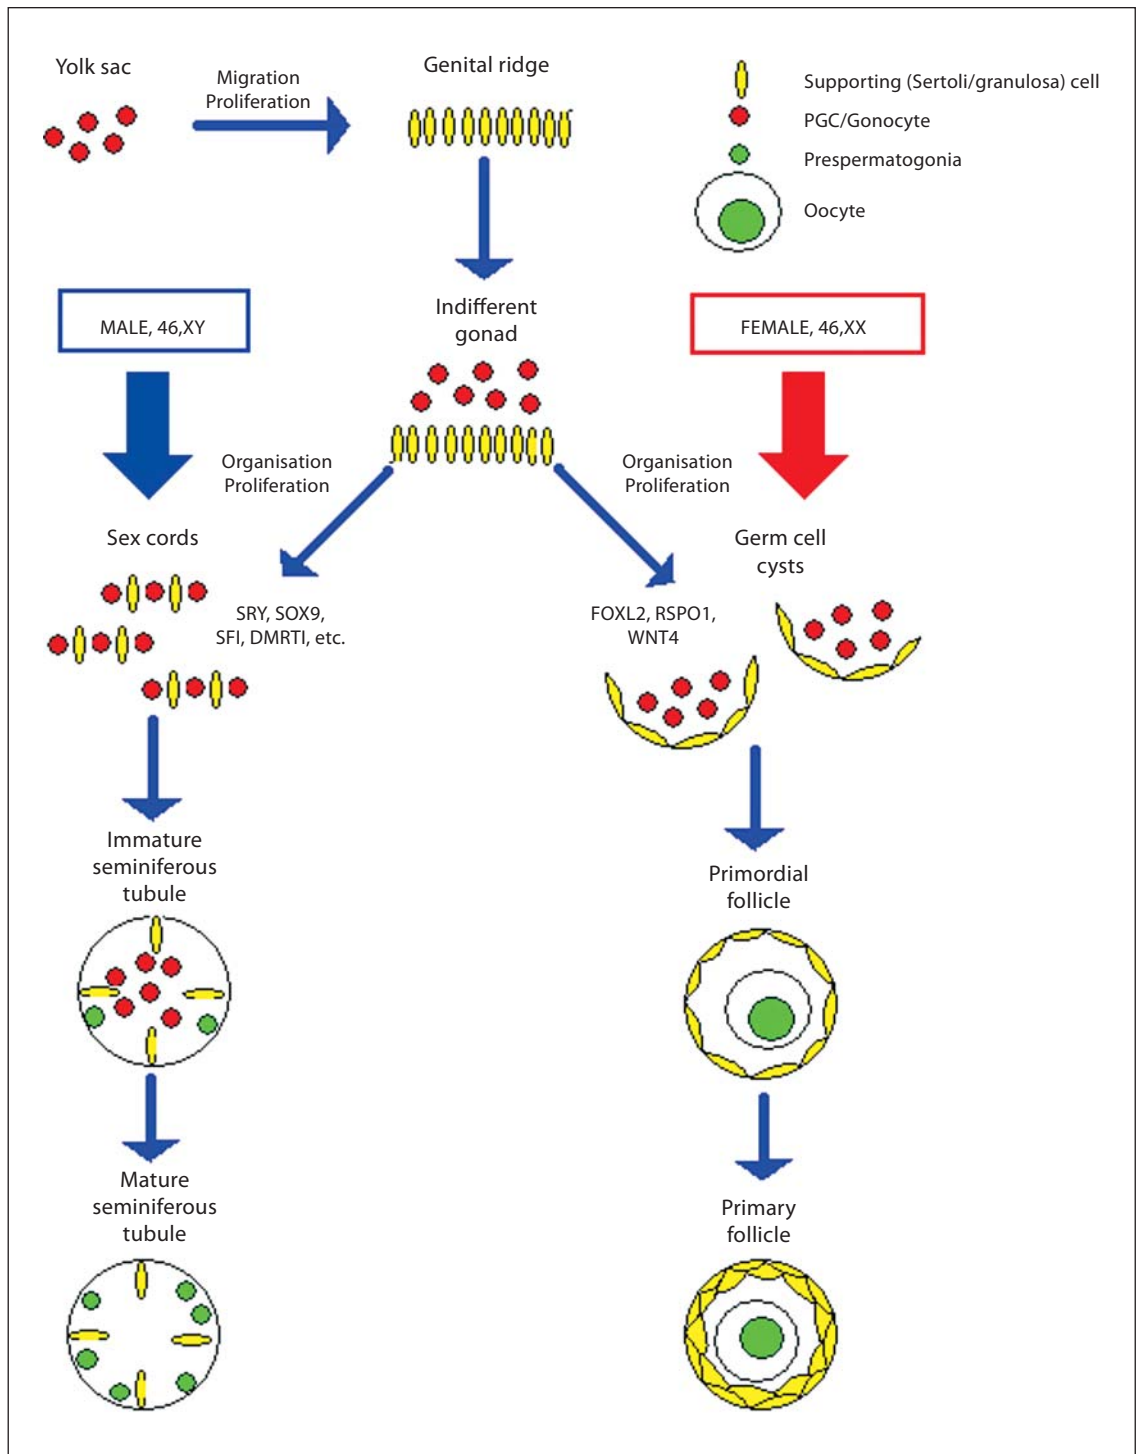 Yolk sac
Migration
Proliferation
Genital ridge
Supporting (Sertoli/granulosa) cell
PGC/Gonocyte
Prespermatogonia
Oocyte
MALE, 46,XY
Indifferent
gonad
FEMALE, 46,XX
Organisation
Proliferation
Organisation
Proliferation
Sex cords
Germ cell
cysts
SRY, SOX9,
SFI, DMRTI, etc.
FOXL2, RSPO1,
WNT4
Immature
seminiferous
tubule
Primordial
follicle
Mature
seminiferous
tubule
Primary
follicle